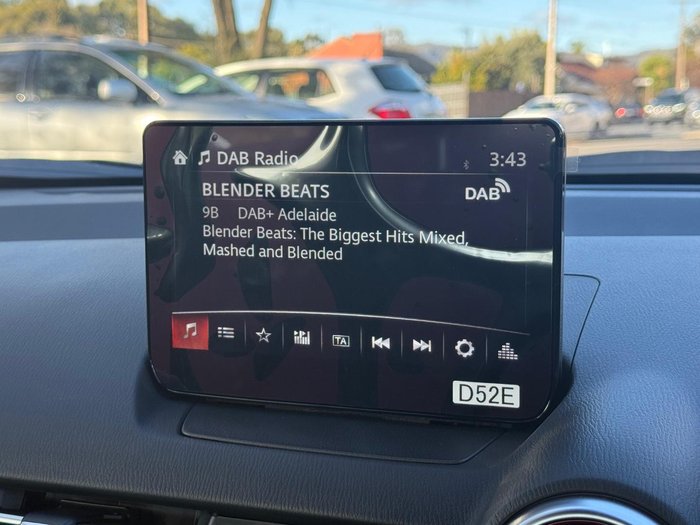 DAB Radio
3:43
BLENDER BEATS
DAB
9B DAB+ Adelaide
Blender Beats: The Biggest Hits Mixed,
Mashed and Blended
TA
D52E